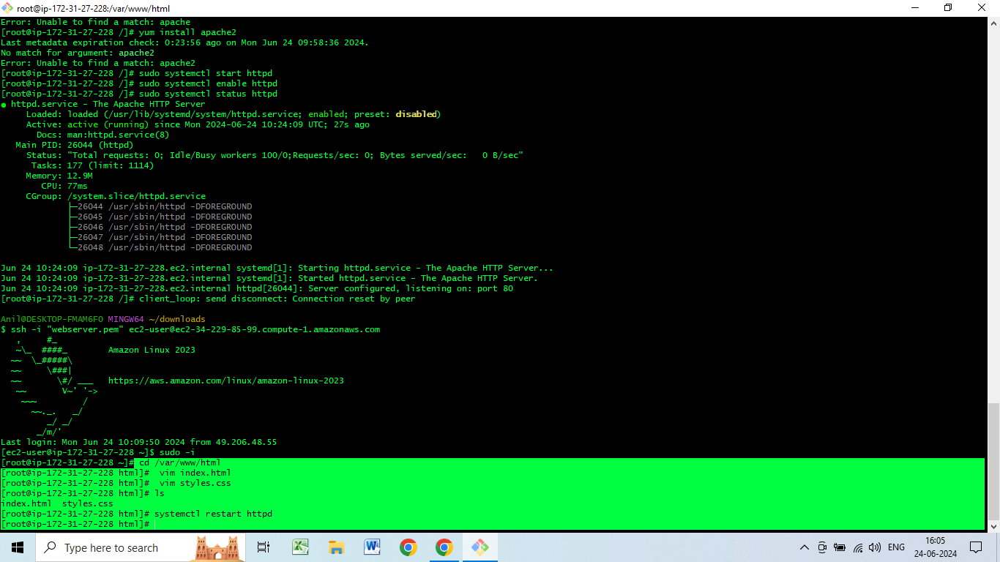 root@ip-172-31-27-228:/var/www/html
Error: Unable to find a match: apache
[root@ip-172-31-27-228 /]# yum install apache2
Last metadata expiration check: 0:23:56 ago on Mon Jun 24 09:58:36 2024.
No match for argument: apache2
Error: Unable to find a match: apache2
[root@ip-172-31-27-228 /]# sudo systemctl start httpd
[root@ip-172-31-27-228 /]# sudo systemctl enable httpd
[root@ip-172-31-27-228 /]# sudo systemctl status httpd
● httpd.service - The Apache HTTP Server
     Loaded: loaded (/usr/lib/systemd/system/httpd.service; enabled; preset: disabled)
     Active: active (running) since Mon 2024-06-24 10:24:09 UTC; 27s ago
       Docs: man:httpd.service(8)
   Main PID: 26044 (httpd)
     Status: "Total requests: 0; Idle/Busy workers 100/0;Requests/sec: 0; Bytes served/sec:   0 B/sec"
      Tasks: 177 (limit: 1114)
     Memory: 12.9M
        CPU: 77ms
     CGroup: /system.slice/httpd.service
             ├─26044 /usr/sbin/httpd -DFOREGROUND
             ├─26045 /usr/sbin/httpd -DFOREGROUND
             ├─26046 /usr/sbin/httpd -DFOREGROUND
             ├─26047 /usr/sbin/httpd -DFOREGROUND
             └─26048 /usr/sbin/httpd -DFOREGROUND
Jun 24 10:24:09 ip-172-31-27-228.ec2.internal systemd[1]: Starting httpd.service - The Apache HTTP Server...
Jun 24 10:24:09 ip-172-31-27-228.ec2.internal systemd[1]: Started httpd.service - The Apache HTTP Server.
Jun 24 10:24:09 ip-172-31-27-228.ec2.internal httpd[26044]: Server configured, listening on: port 80
[root@ip-172-31-27-228 /]# client_loop: send disconnect: Connection reset by peer
Anil@DESKTOP-FMAM6FO MINGW64 ~/downloads
$ ssh -i "webserver.pem" ec2-user@ec2-34-229-85-99.compute-1.amazonaws.com
   ,     #_
   ~\_  ####_        Amazon Linux 2023
  ~~  \_#####\
  ~~     \###|
  ~~       \#/ ___   https://aws.amazon.com/linux/amazon-linux-2023
   ~~       V~' '->
    ~~~         /
      ~~._.   _/
         _/ _/
       _/m/'
Last login: Mon Jun 24 10:09:50 2024 from 49.206.48.55
[ec2-user@ip-172-31-27-228 ~]$ sudo -i
[root@ip-172-31-27-228 ~]# cd /var/www/html
[root@ip-172-31-27-228 html]#  vim index.html
[root@ip-172-31-27-228 html]#  vim styles.css
[root@ip-172-31-27-228 html]# ls
index.html  styles.css
[root@ip-172-31-27-228 html]# systemctl restart httpd
[root@ip-172-31-27-228 html]#
Type here to search
ENG
16:05
24-06-2024